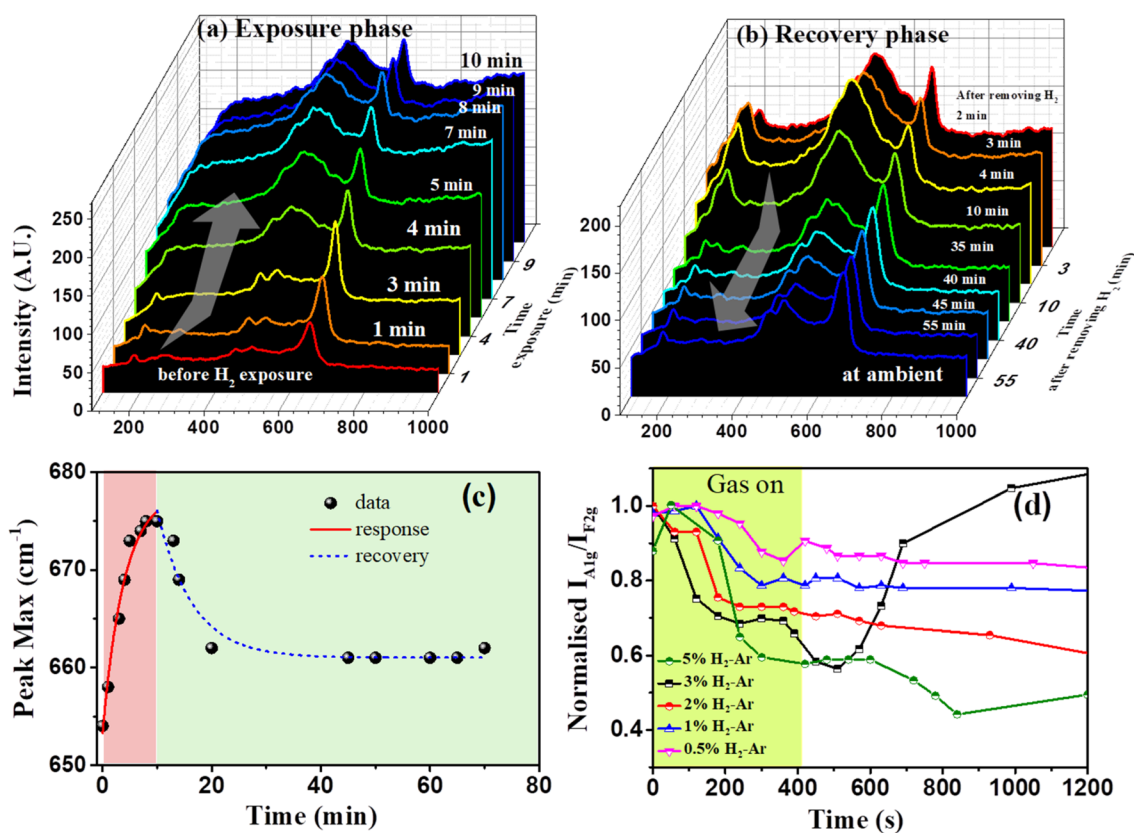 (a) Exposure phase
10 min
9 min
8 min
7 min
5 min
4 min
3 min
1 min
before H2 exposure
Intensity (A.U.)
250
200
150
100
50
0
200 400 600 800 1000
1
4
7
9
Time
exposure (min)
(b) Recovery phase
After removing H2
2 min
3 min
4 min
10 min
35 min
40 min
45 min
55 min
at ambient
200
150
100
50
0
200 400 600 800 1000
55
40
10
3
Time
after removing H2 (min)
(c)
data
response
recovery
Peak Max (cm-1)
680
670
660
650
0 20 40 60 80
Time (min)
(d)
Gas on
Normalised IA1g/IF2g
1.0
0.8
0.6
0.4
5% H2-Ar
3% H2-Ar
2% H2-Ar
1% H2-Ar
0.5% H2-Ar
0 200 400 600 800 1000 1200
Time (s)